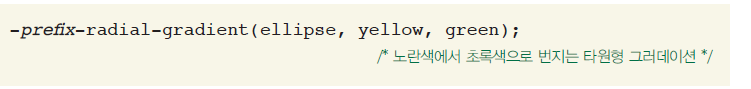 -prefix-radial-gradient(ellipse, yellow, green);
/* 노란색에서 초록색으로 번지는 타원형 그러데이션 */